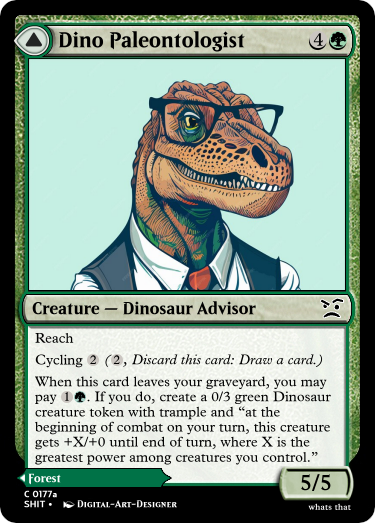 Dino Paleontologist 4
Creature — Dinosaur Advisor
Reach
Cycling 2 (2, Discard this card: Draw a card.)
When this card leaves your graveyard, you may
pay 1. If you do, create a 0/3 green Dinosaur
creature token with trample and “at the
beginning of combat on your turn, this creature
gets +X/+0 until end of turn, where X is the
greatest power among creatures you control.”
Forest
5/5
C 0177a
SHIT • Digital-Art-Designer
whats that